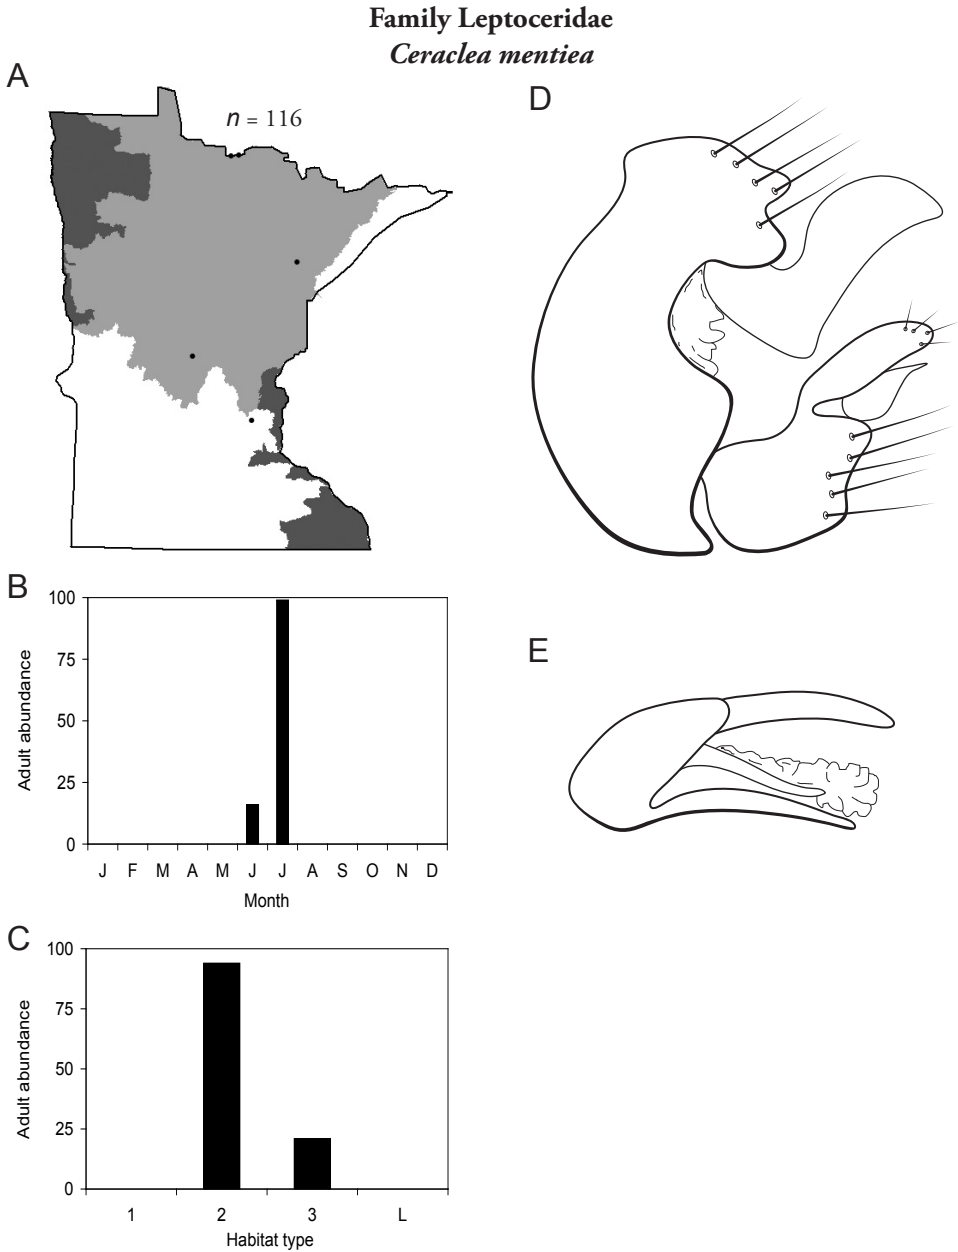 Family Leptoceridae
Ceraclea mentiea
A
n = 116
D
B
100
75
50
25
0
Adult abundance
J F M A M J J A S O N D
Month
E
C
100
75
50
25
0
Adult abundance
1 2 3 L
Habitat type